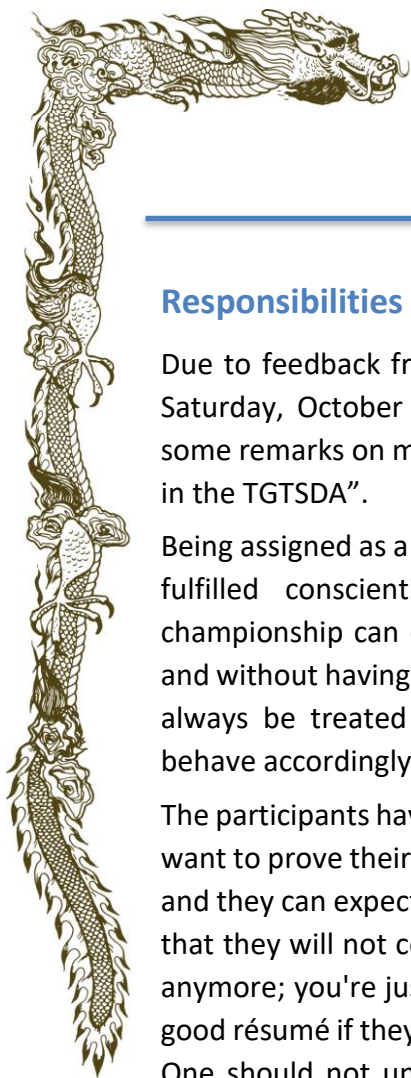 Responsibilities
Due to feedback fr
Saturday, October
some remarks on m
in the TGTSDA”.
Being assigned as a
fulfilled conscient
championship can
and without having
always be treated
behave accordingly
The participants hav
want to prove their
and they can expect
that they will not co
anymore; you're jus
good résumé if they
One should not un